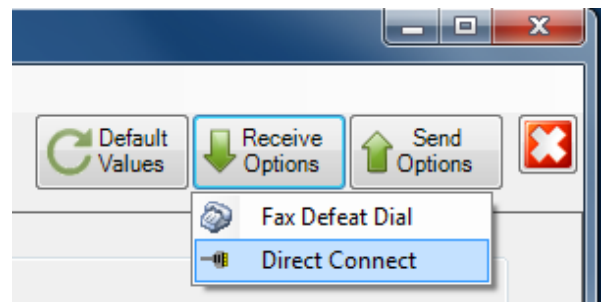 Default
Values
Receive
Options
Send
Options
Fax Defeat Dial
Direct Connect